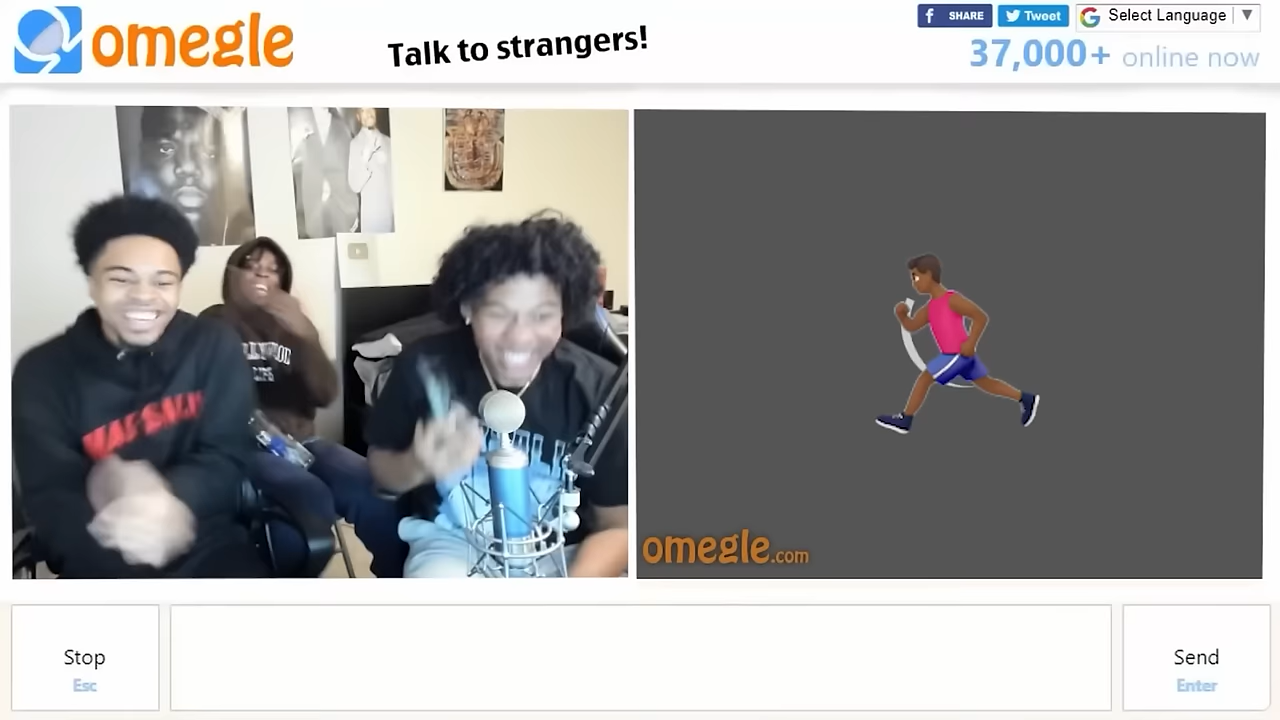 omegle
Talk to strangers!
f SHARE
Tweet
G Select Language ▼
37,000+ online now
omegle.com
Stop
Esc
Send
Enter